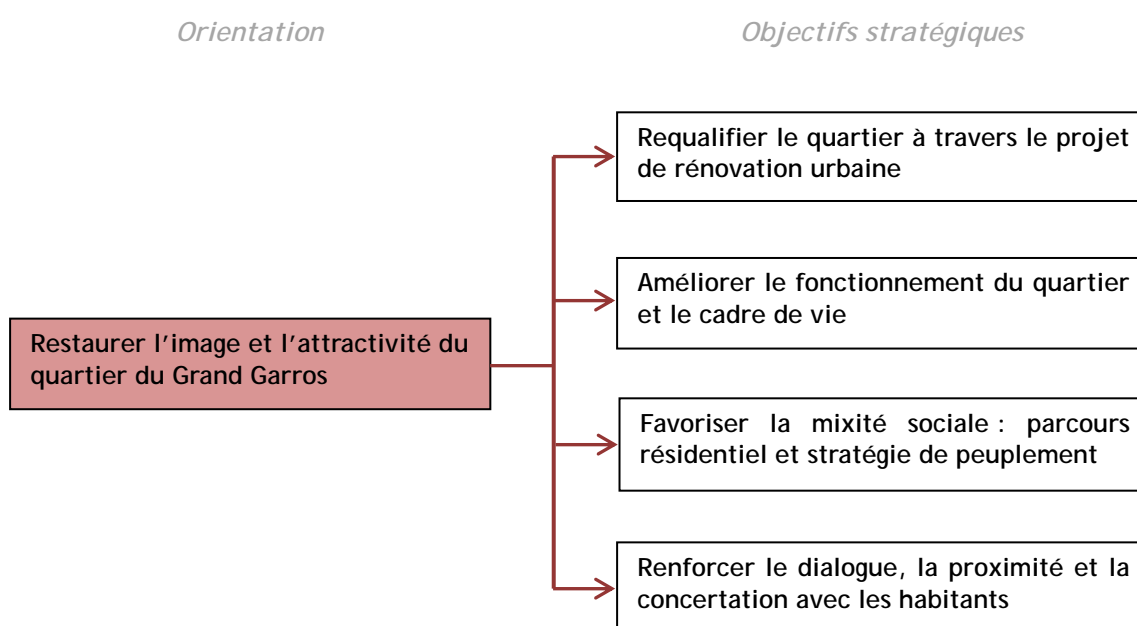 Orientation
Objectifs stratégiques
Restaurer l'image et l'attractivité du
quartier du Grand Garros
Requalifier le quartier à travers le projet
de rénovation urbaine
Améliorer le fonctionnement du quartier
et le cadre de vie
Favoriser la mixité sociale : parcours
résidentiel et stratégie de peuplement
Renforcer le dialogue, la proximité et la
concertation avec les habitants